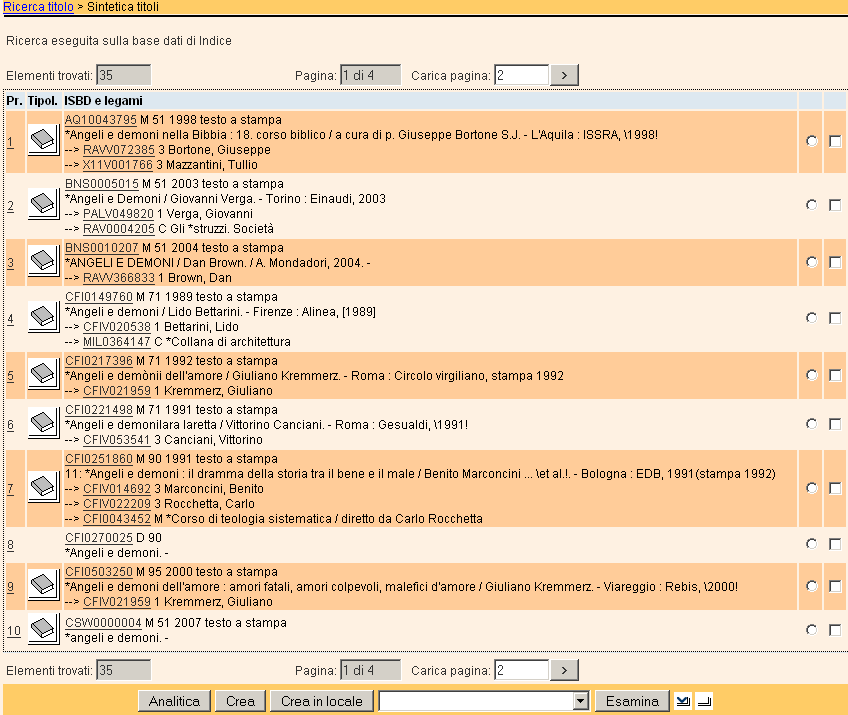 Ricerca titolo > Sintetica titoli
Ricerca eseguita sulla base dati di Indice
Elementi trovati: 35 Pagina: 1 di 4 Carica pagina: 2 >
Pr. Tipol. ISBD e legami
1 AQ10043795 M 51 1998 testo a stampa
*Angeli e demoni nella Bibbia : 18. corso biblico / a cura di p. Giuseppe Bortone S.J. - L'Aquila : ISSRA, \1998!
--> RAVV072385 3 Bortone, Giuseppe
--> X11V001766 3 Mazzantini, Tullio
2 BNS0005015 M 51 2003 testo a stampa
*Angeli e Demoni / Giovanni Verga. - Torino : Einaudi, 2003
--> PALV049820 1 Verga, Giovanni
--> RAV0004205 C Gli *struzzi. Società
3 BNS0010207 M 51 2004 testo a stampa
*ANGELI E DEMONI / Dan Brown. / A. Mondadori, 2004. -
--> RAVV366833 1 Brown, Dan
4 CFI0149760 M 71 1989 testo a stampa
*Angeli e demoni / Lido Bettarini. - Firenze : Alinea, [1989]
--> CFIV020538 1 Bettarini, Lido
--> MIL0364147 C *Collana di architettura
5 CFI0217396 M 71 1992 testo a stampa
*Angeli e demònii dell'amore / Giuliano Kremmerz. - Roma : Circolo virgiliano, stampa 1992
--> CFIV021959 1 Kremmerz, Giuliano
6 CFI0221498 M 71 1991 testo a stampa
*Angeli e demonilara laretta / Vittorino Canciani. - Roma : Gesualdi, \1991!
--> CFIV053541 3 Canciani, Vittorino
7 CFI0251860 M 90 1991 testo a stampa
11: *Angeli e demoni : il dramma della storia tra il bene e il male / Benito Marconcini ... \et al.!. - Bologna : EDB, 1991(stampa 1992)
--> CFIV014692 3 Marconcini, Benito
--> CFIV022209 3 Rocchetta, Carlo
--> CFI0043452 M *Corso di teologia sistematica / diretto da Carlo Rocchetta
8 CFI0270025 D 90
*Angeli e demoni. -
9 CFI0503250 M 95 2000 testo a stampa
*Angeli e demoni dell'amore : amori fatali, amori colpevoli, malefici d'amore / Giuliano Kremmerz. - Viareggio : Rebis, \2000!
--> CFIV021959 1 Kremmerz, Giuliano
10 CSW0000004 M 51 2007 testo a stampa
*angeli e demoni. -
Elementi trovati: 35 Pagina: 1 di 4 Carica pagina: 2 >
Analitica Crea Crea in locale Esamina